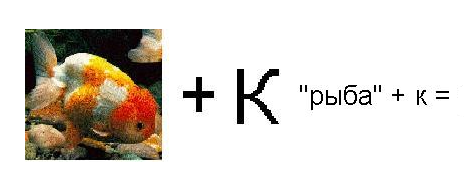 + К "рыба" + к =